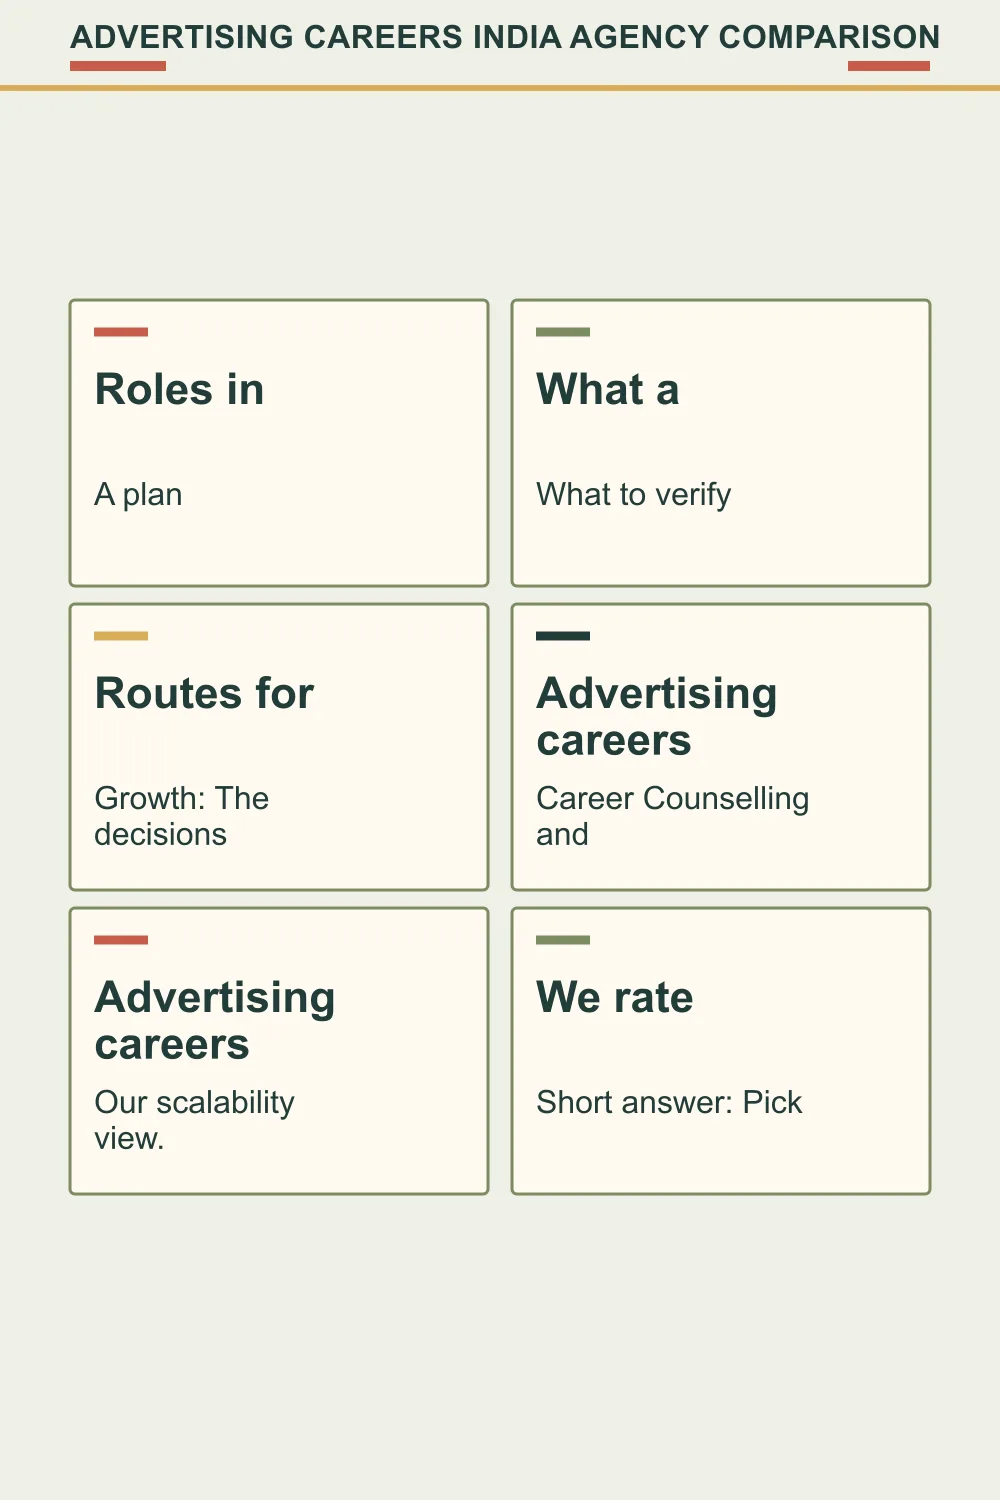 ADVERTISING CAREERS INDIA AGENCY COMPARISON
Roles in
A plan
What a
What to verify
Routes for
Growth: The
decisions
Advertising
careers
Career Counselling
and
Advertising
careers
Our scalability
view.
We rate
Short answer: Pick